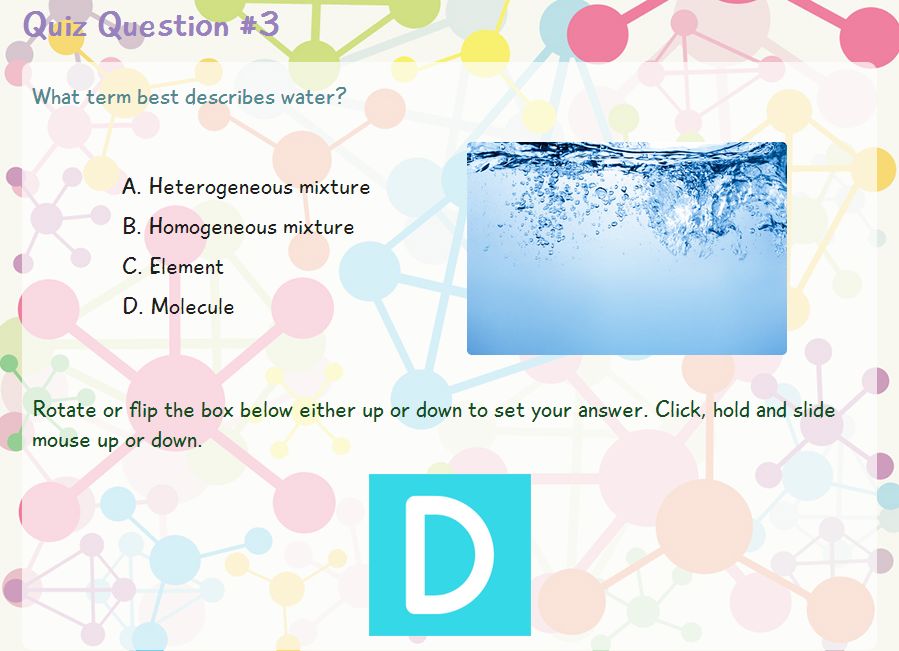 Quiz Question #3
What term best describes water?
A. Heterogeneous mixture
B. Homogeneous mixture
C. Element
D. Molecule
Rotate or flip the box below either up or down to set your answer. Click, hold and slide
mouse up or down.
D